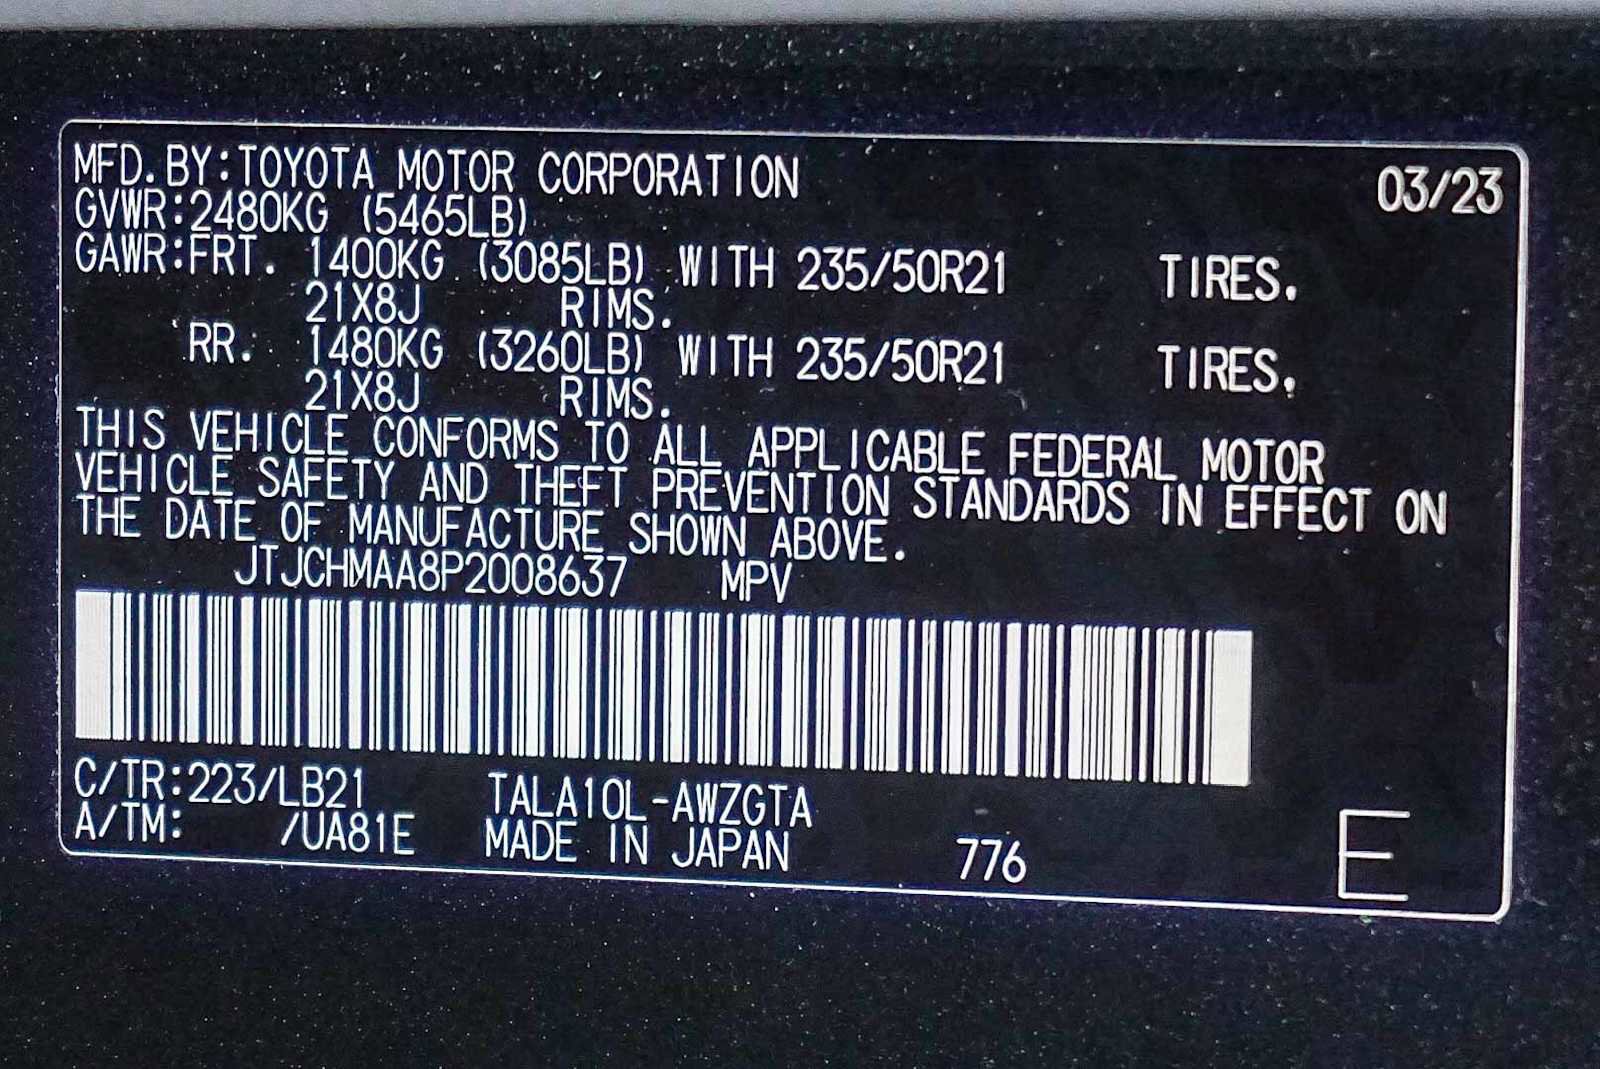 MFD.BY:TOYOTA MOTOR CORPORATION 03/23
GVWR:2480KG (5465LB)
GAWR:FRT. 1400KG (3085LB) WITH 235/50R21 TIRES.
21X8J RIMS.
RR. 1480KG (3260LB) WITH 235/50R21 TIRES.
21X8J RIMS.
THIS VEHICLE CONFORMS TO ALL APPLICABLE FEDERAL MOTOR
VEHICLE SAFETY AND THEFT PREVENTION STANDARDS IN EFFECT ON
THE DATE OF MANUFACTURE SHOWN ABOVE.
JTJCHMAA8P2008637 MPV
C/TR:223/LB21 TALA10L-AWZGTA
A/TM: /UA81E MADE IN JAPAN 776 E